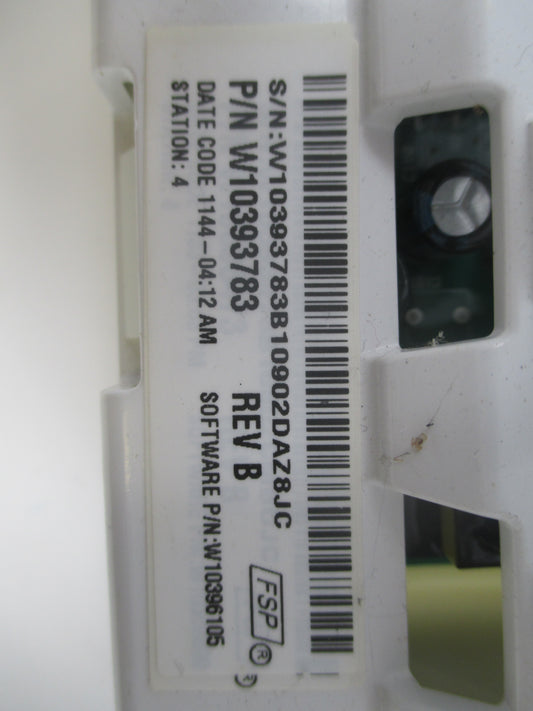 S/N:W10393783B10902DAZ8JC
P/N W10393783 REV B FSP ®
DATE CODE 1144-04:12 AM SOFTWARE P/N:W10396105
STATION: 4